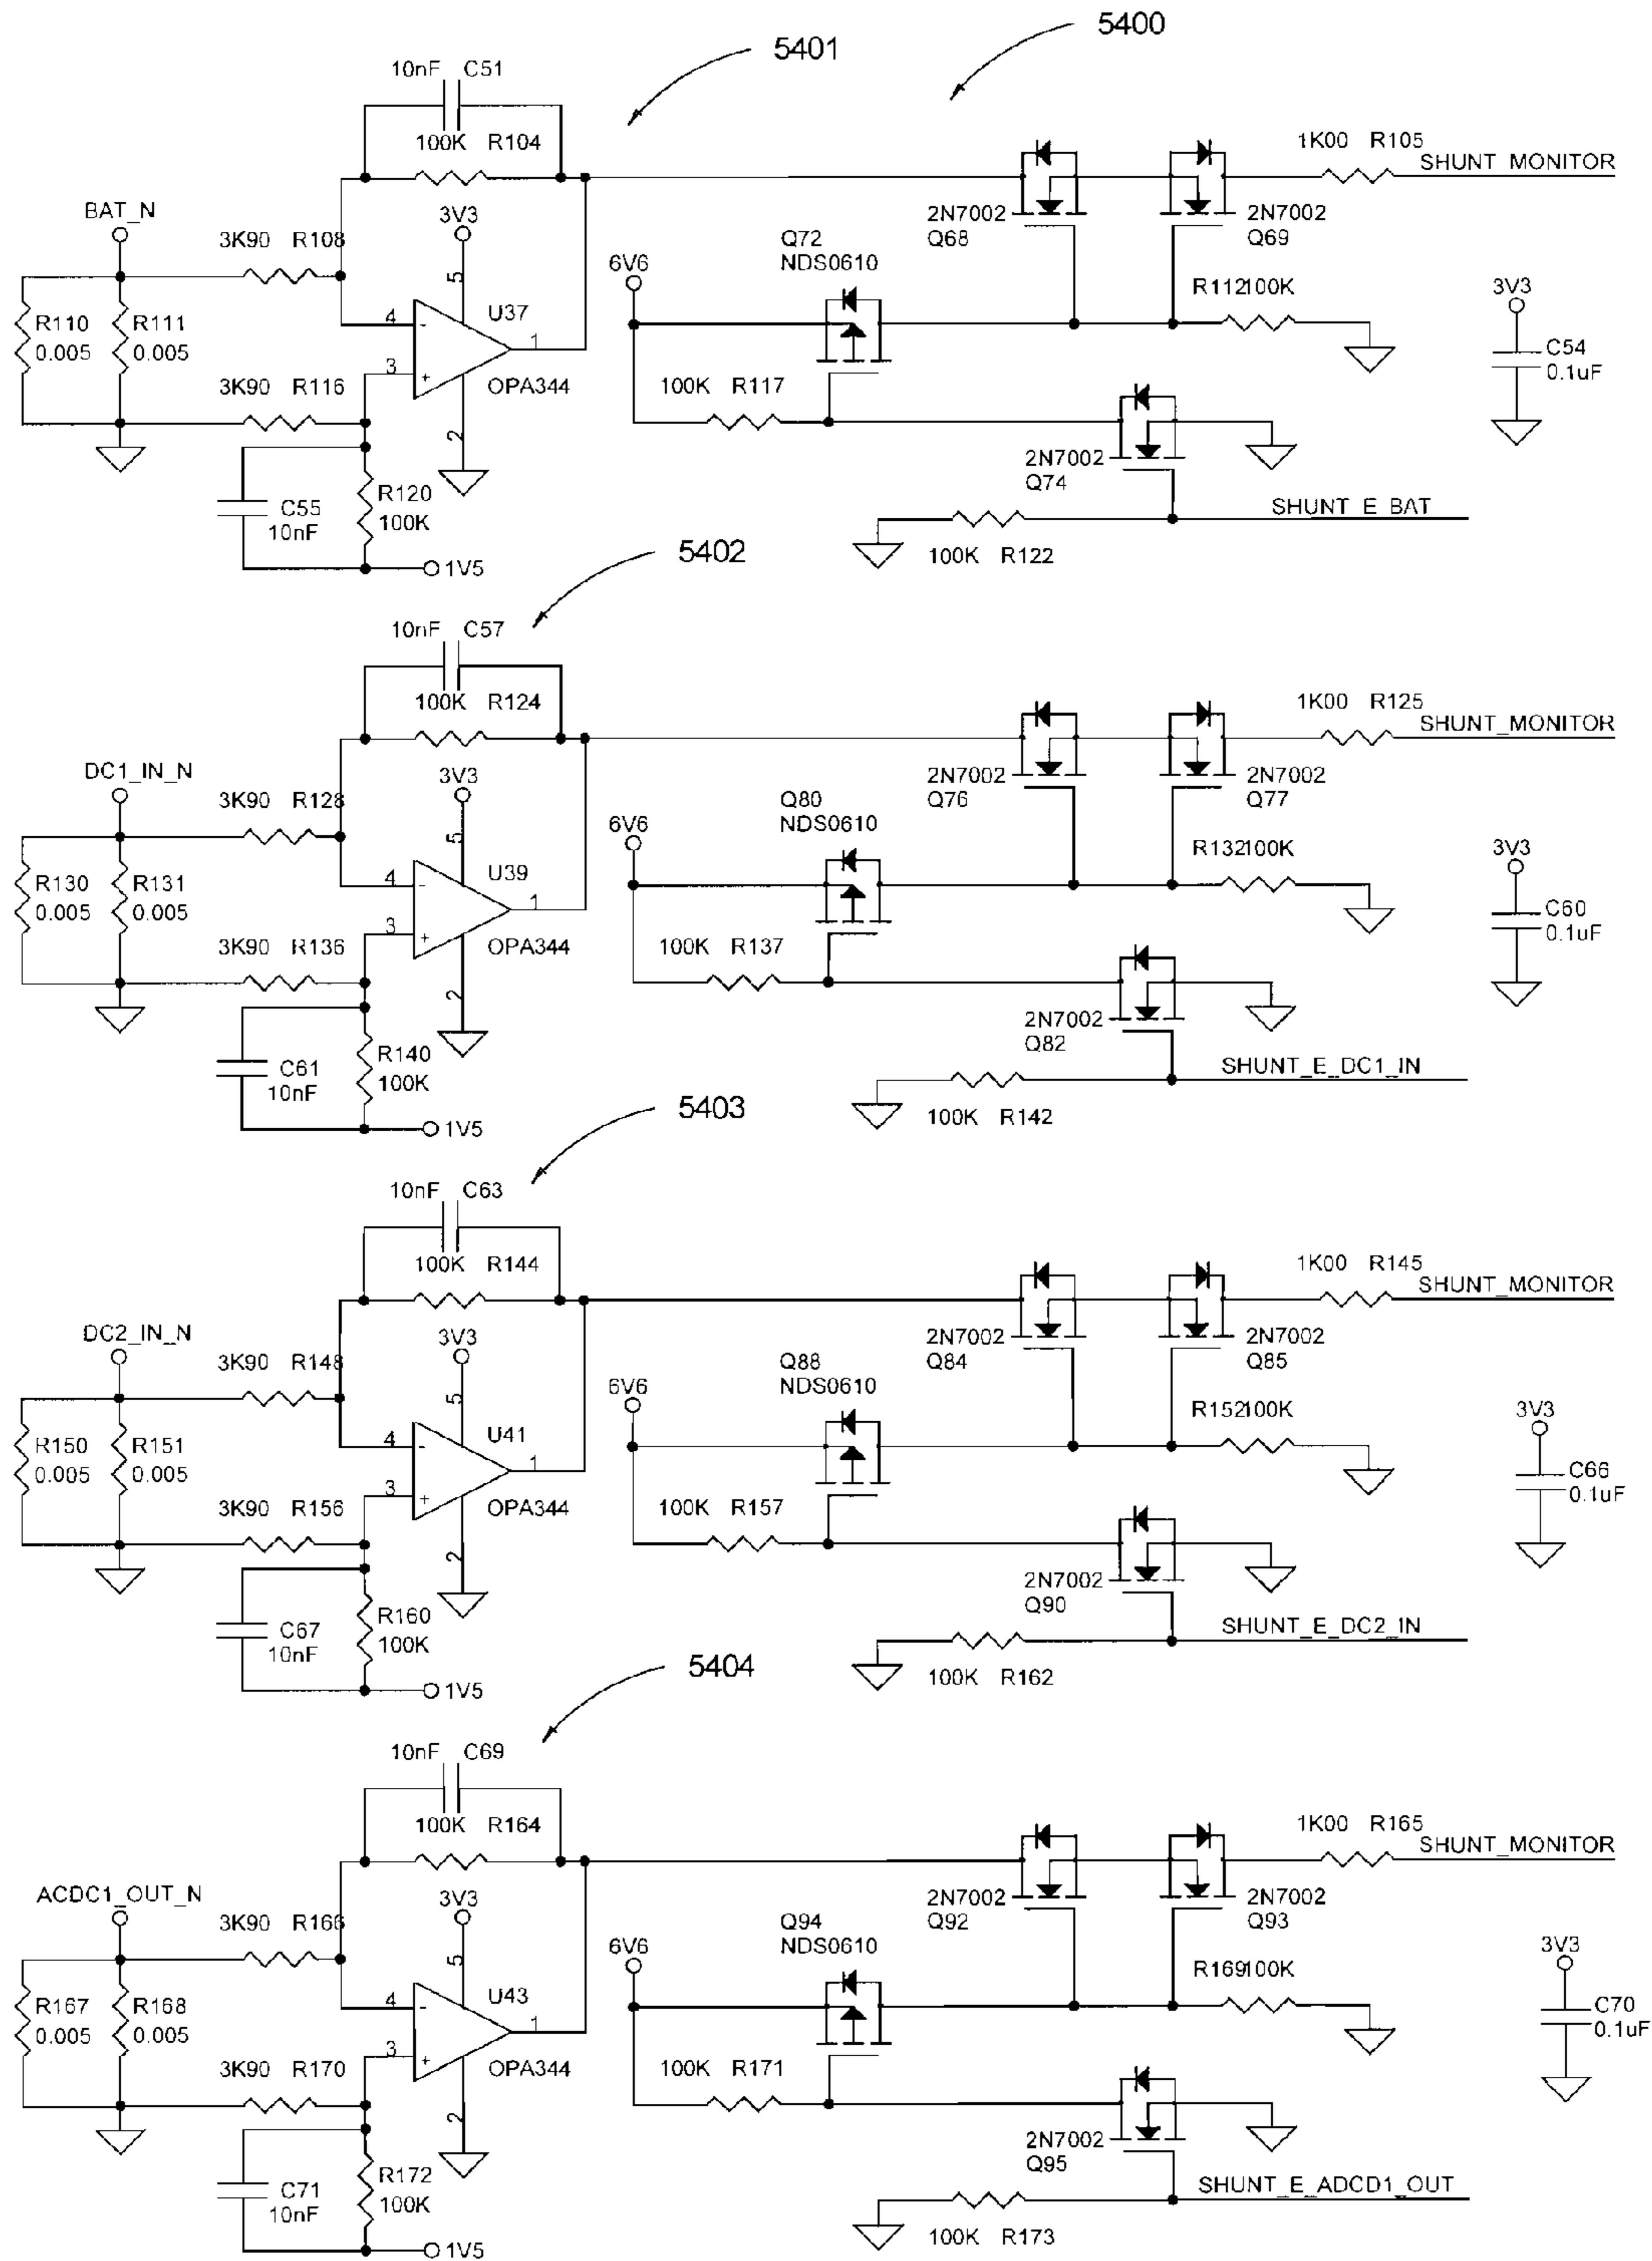 5400
5401
10nF C51
100K R104
1K00 R105
SHUNT_MONITOR
BAT_N
3K90 R108
3V3
5
2N7002
Q68
2N7002
Q69
Q72
NDS0610
6V6
R112 100K
3V3
R110
0.005
R111
0.005
4
-
U37
1
3
+
OPA344
C54
0.1uF
3K90 R116
100K R117
2
2N7002
Q74
C55
10nF
R120
100K
SHUNT_E_BAT
100K R122
1V5
5402
10nF C57
100K R124
1K00 R125
SHUNT_MONITOR
DC1_IN_N
3K90 R128
3V3
5
2N7002
Q76
2N7002
Q77
Q80
NDS0610
6V6
R132 100K
3V3
R130
0.005
R131
0.005
4
-
U39
1
3
+
OPA344
C60
0.1uF
3K90 R136
100K R137
2
2N7002
Q82
C61
10nF
R140
100K
SHUNT_E_DC1_IN
100K R142
1V5
5403
10nF C63
100K R144
1K00 R145
SHUNT_MONITOR
DC2_IN_N
3K90 R148
3V3
5
2N7002
Q84
2N7002
Q85
Q88
NDS0610
6V6
R152 100K
3V3
R150
0.005
R151
0.005
4
-
U41
1
3
+
OPA344
C66
0.1uF
3K90 R156
100K R157
2
2N7002
Q90
C67
10nF
R160
100K
SHUNT_E_DC2_IN
100K R162
1V5
5404
10nF C69
100K R164
1K00 R165
SHUNT_MONITOR
ACDC1_OUT_N
3K90 R166
3V3
5
2N7002
Q92
2N7002
Q93
Q94
NDS0610
6V6
R169 100K
3V3
R167
0.005
R168
0.005
4
-
U43
1
3
+
OPA344
C70
0.1uF
3K90 R170
100K R171
2
2N7002
Q95
C71
10nF
R172
100K
SHUNT_E_ADCD1_OUT
100K R173
1V5